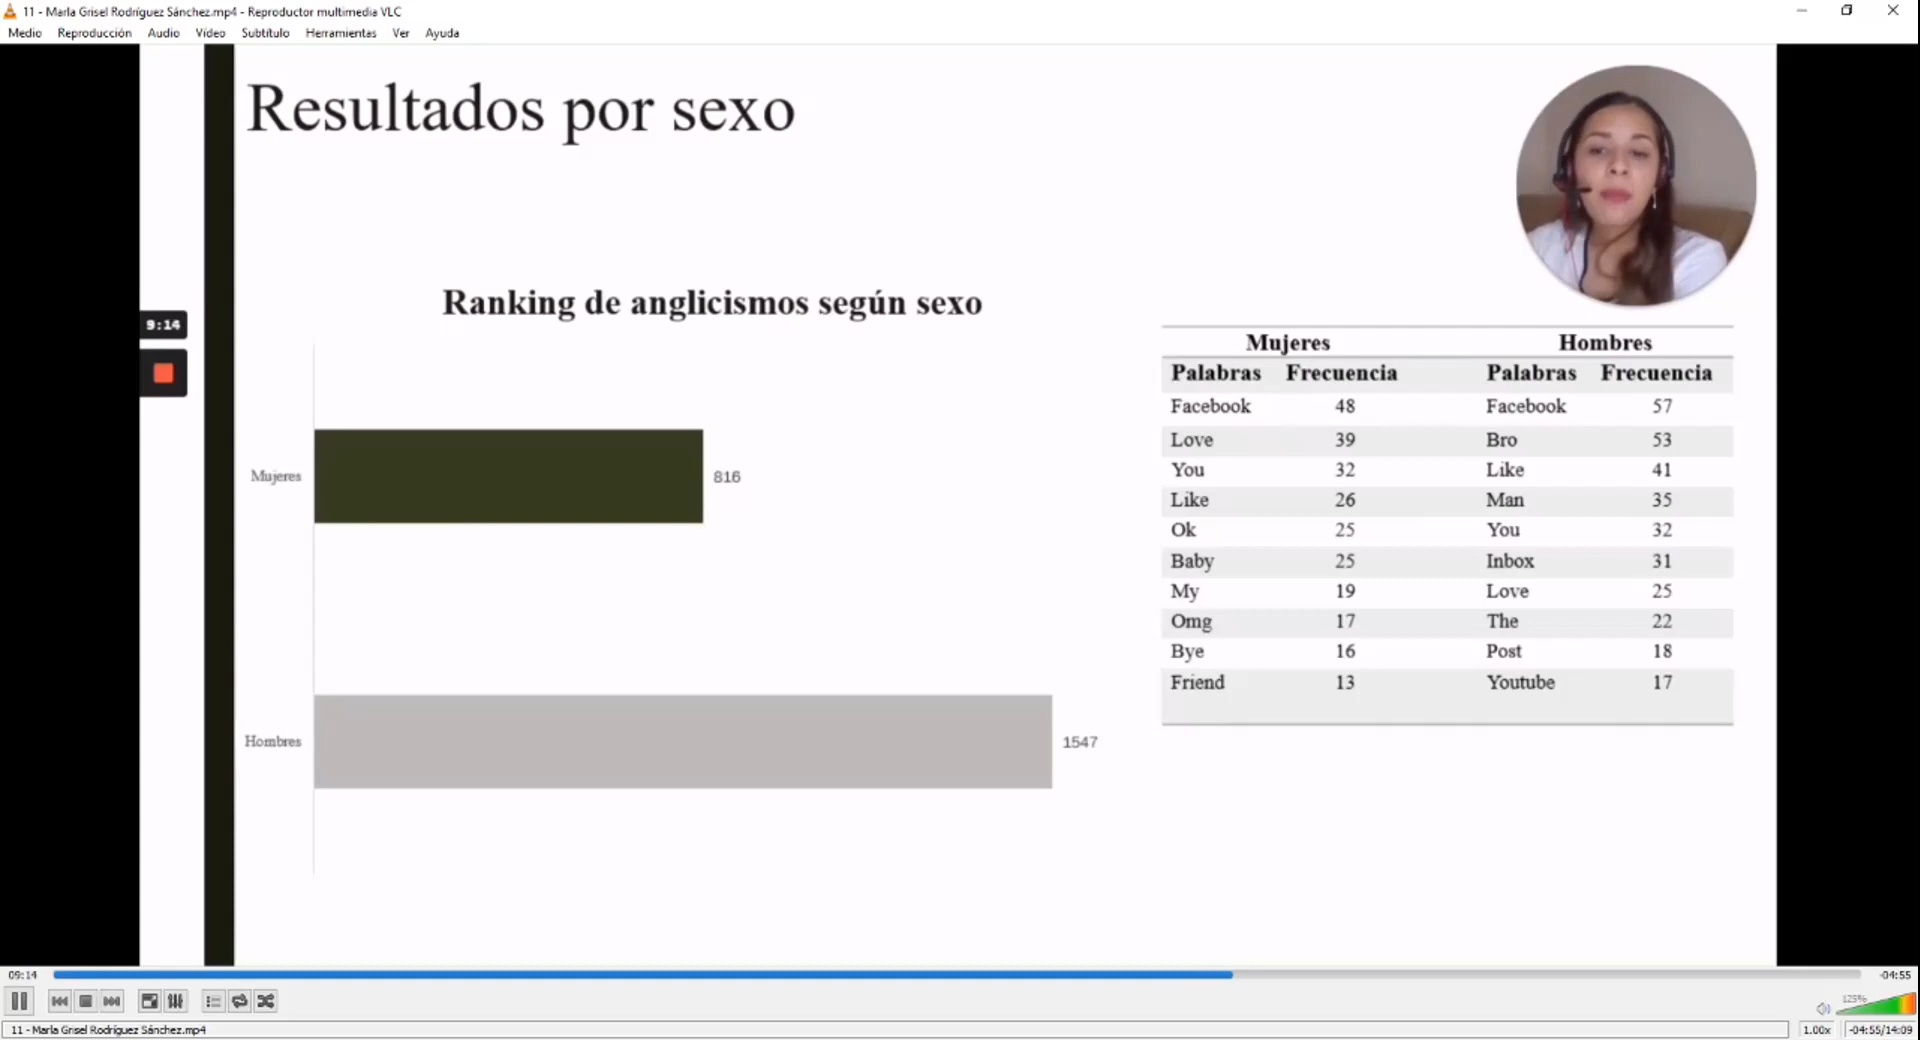 11 - Marla Grisel Rodríguez Sánchez.mp4 - Reproductor multimedia VLC
Medio Reproducción Audio Vídeo Subtítulo Herramientas Ver Ayuda
Resultados por sexo
9:14
Ranking de anglicismos según sexo
Mujeres 816
Hombres 1547
Mujeres Hombres
Palabras Frecuencia Palabras Frecuencia
Facebook 48 Facebook 57
Love 39 Bro 53
You 32 Like 41
Like 26 Man 35
Ok 25 You 32
Baby 25 Inbox 31
My 19 Love 25
Omg 17 The 22
Bye 16 Post 18
Friend 13 Youtube 17
09:14 -04:55
125%
11 - Marla Grisel Rodríguez Sánchez.mp4 1.00x -04:55/14:09